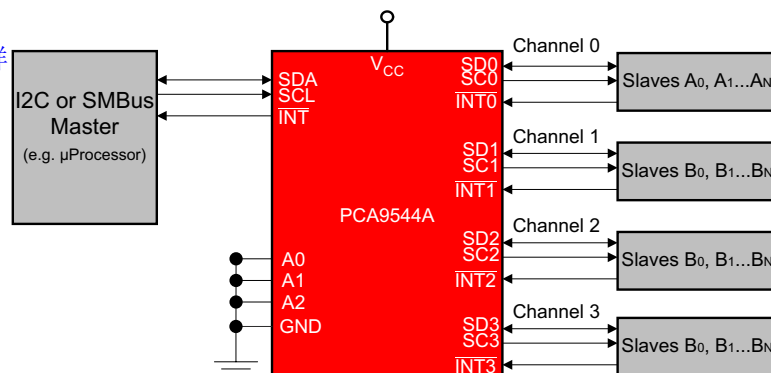 样
I2C or SMBus
Master
(e.g. µProcessor)
SDA
SCL
INT
VCC
PCA9544A
A0
A1
A2
GND
SD0
SC0
INT0
SD1
SC1
INT1
SD2
SC2
INT2
SD3
SC3
INT3
Channel 0
Slaves A0, A1...AN
Channel 1
Slaves B0, B1...BN
Channel 2
Slaves B0, B1...BN
Channel 3
Slaves B0, B1...BN